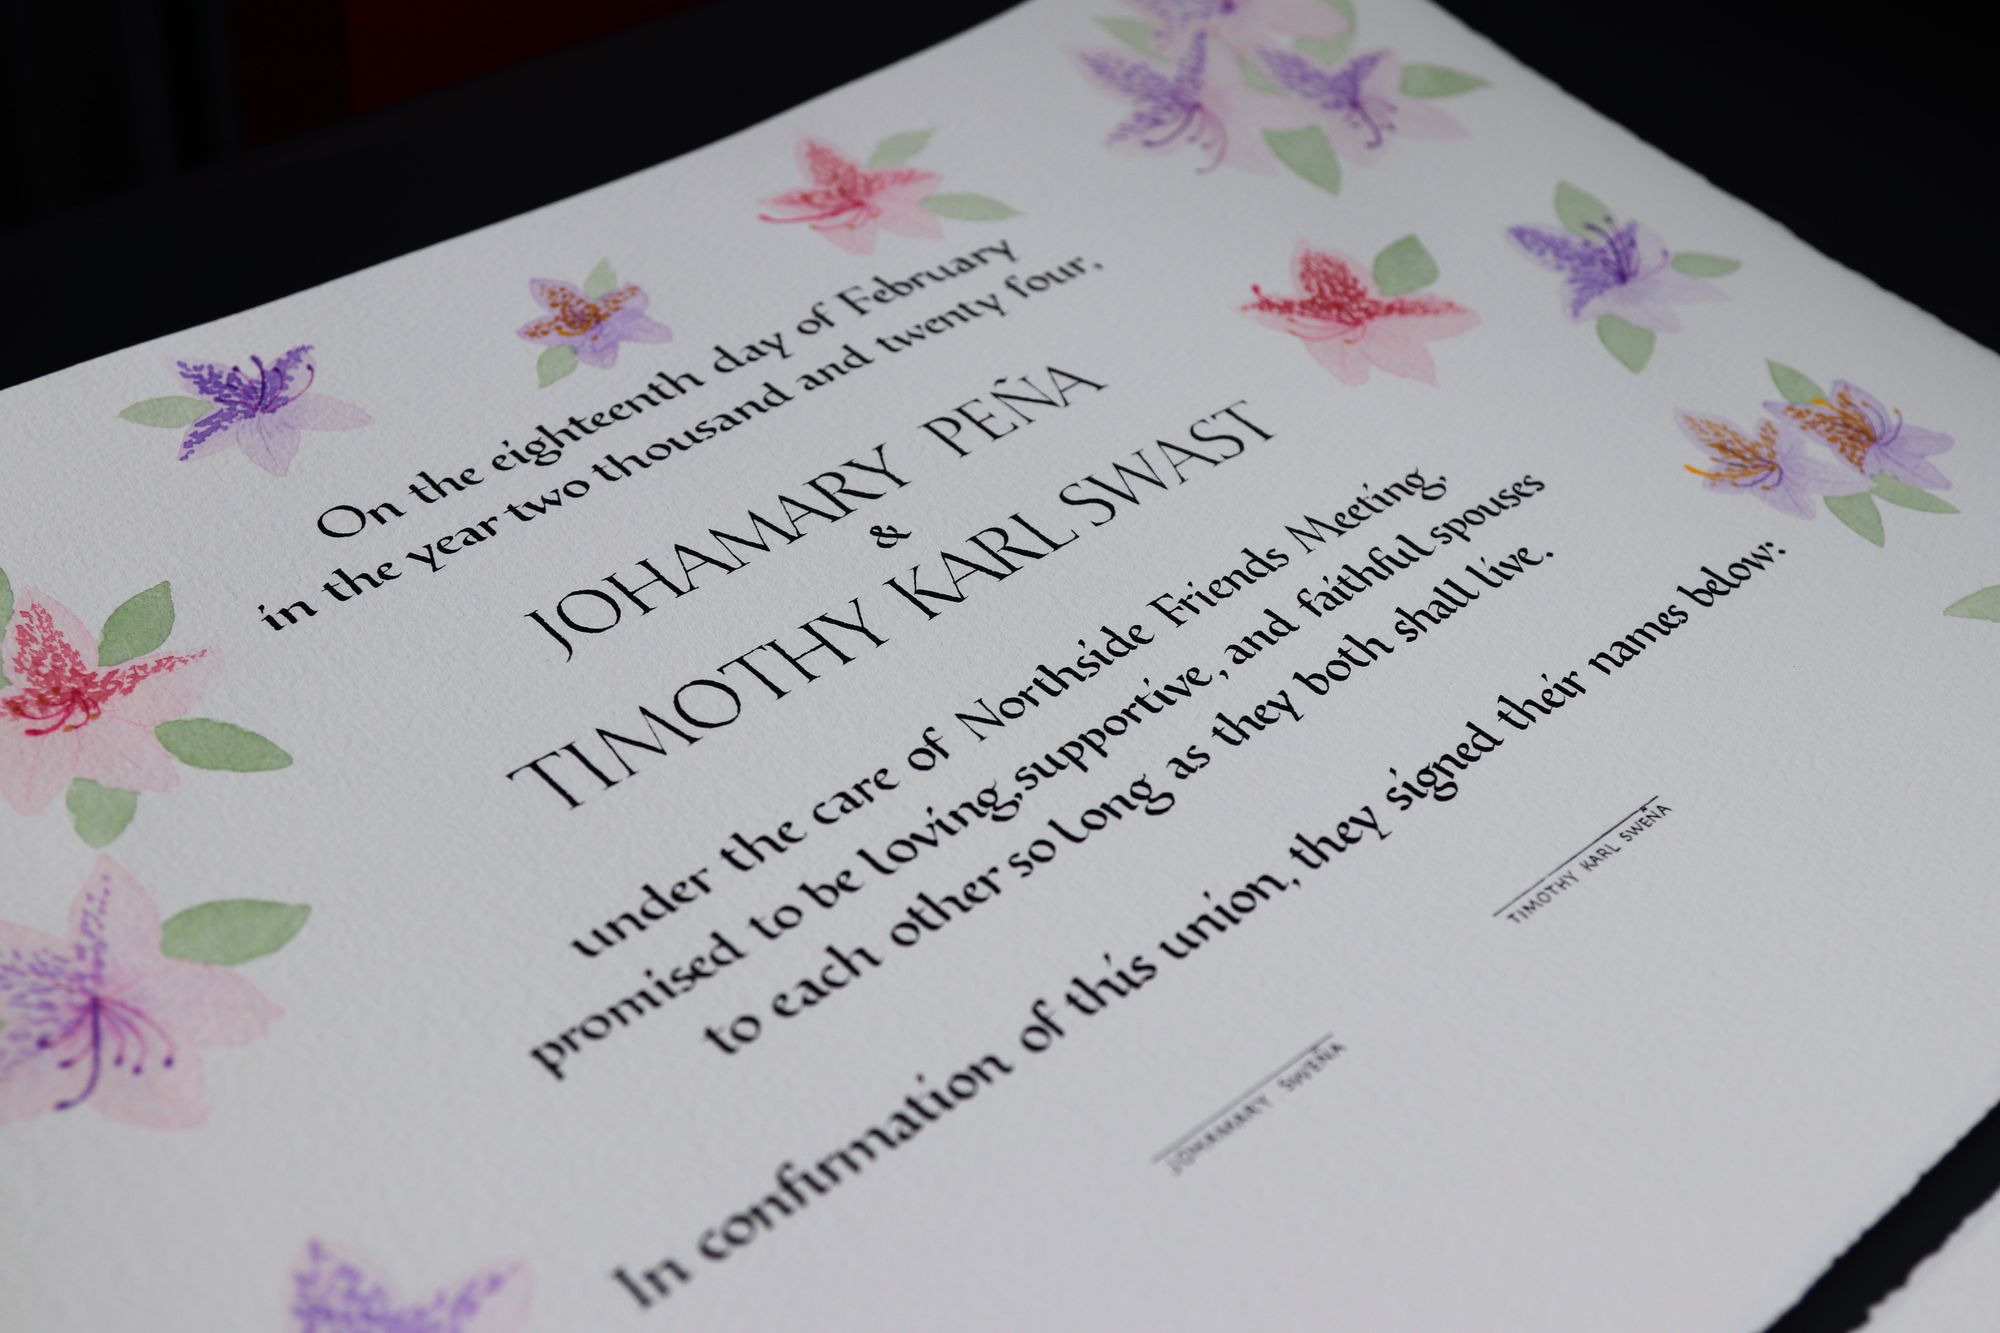 On the eighteenth day of February
in the year two thousand and twenty four,
JOHAMARY PEÑA
&
TIMOTHY KARL SWAST
under the care of Northside Friends Meeting,
promised to be loving, supportive, and faithful spouses
to each other so long as they both shall live.
In confirmation of this union, they signed their names below:
JOHAMARY SWEÑA
TIMOTHY KARL SWEÑA